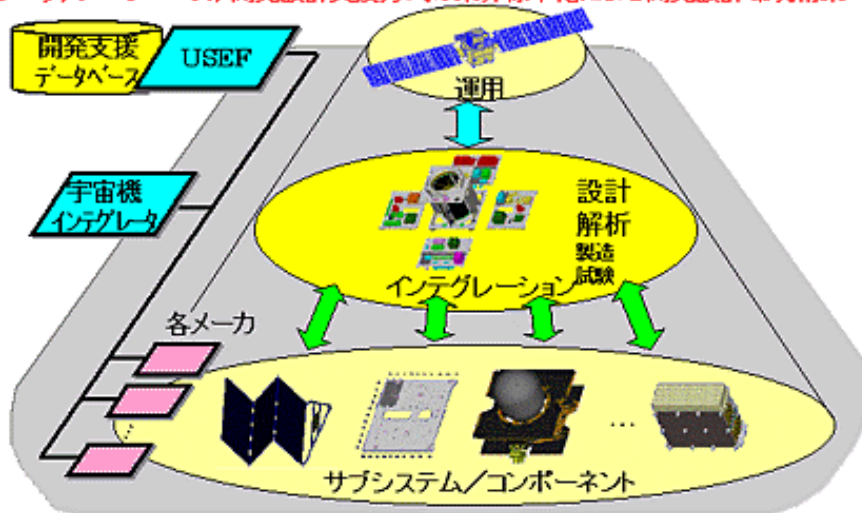 開発支援
データベース
USEF
運用
宇宙機
インテグレータ
設計
解析
製造
試験
インテグレーション
各メーカ
…
サブシステム／コンポーネント